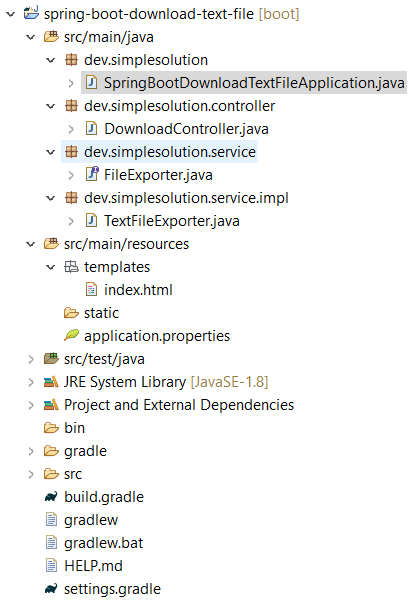 spring-boot-download-text-file [boot]
src/main/java
dev.simplesolution
SpringBootDownloadTextFileApplication.java
dev.simplesolution.controller
DownloadController.java
dev.simplesolution.service
FileExporter.java
dev.simplesolution.service.impl
TextFileExporter.java
src/main/resources
templates
index.html
static
application.properties
src/test/java
JRE System Library [JavaSE-1.8]
Project and External Dependencies
bin
gradle
src
build.gradle
gradlew
gradlew.bat
HELP.md
settings.gradle